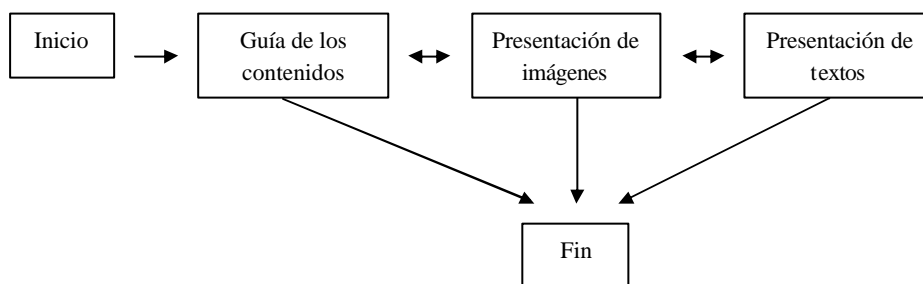 Inicio
Guía de los
contenidos
Presentación de
imágenes
Presentación de
textos
Fin